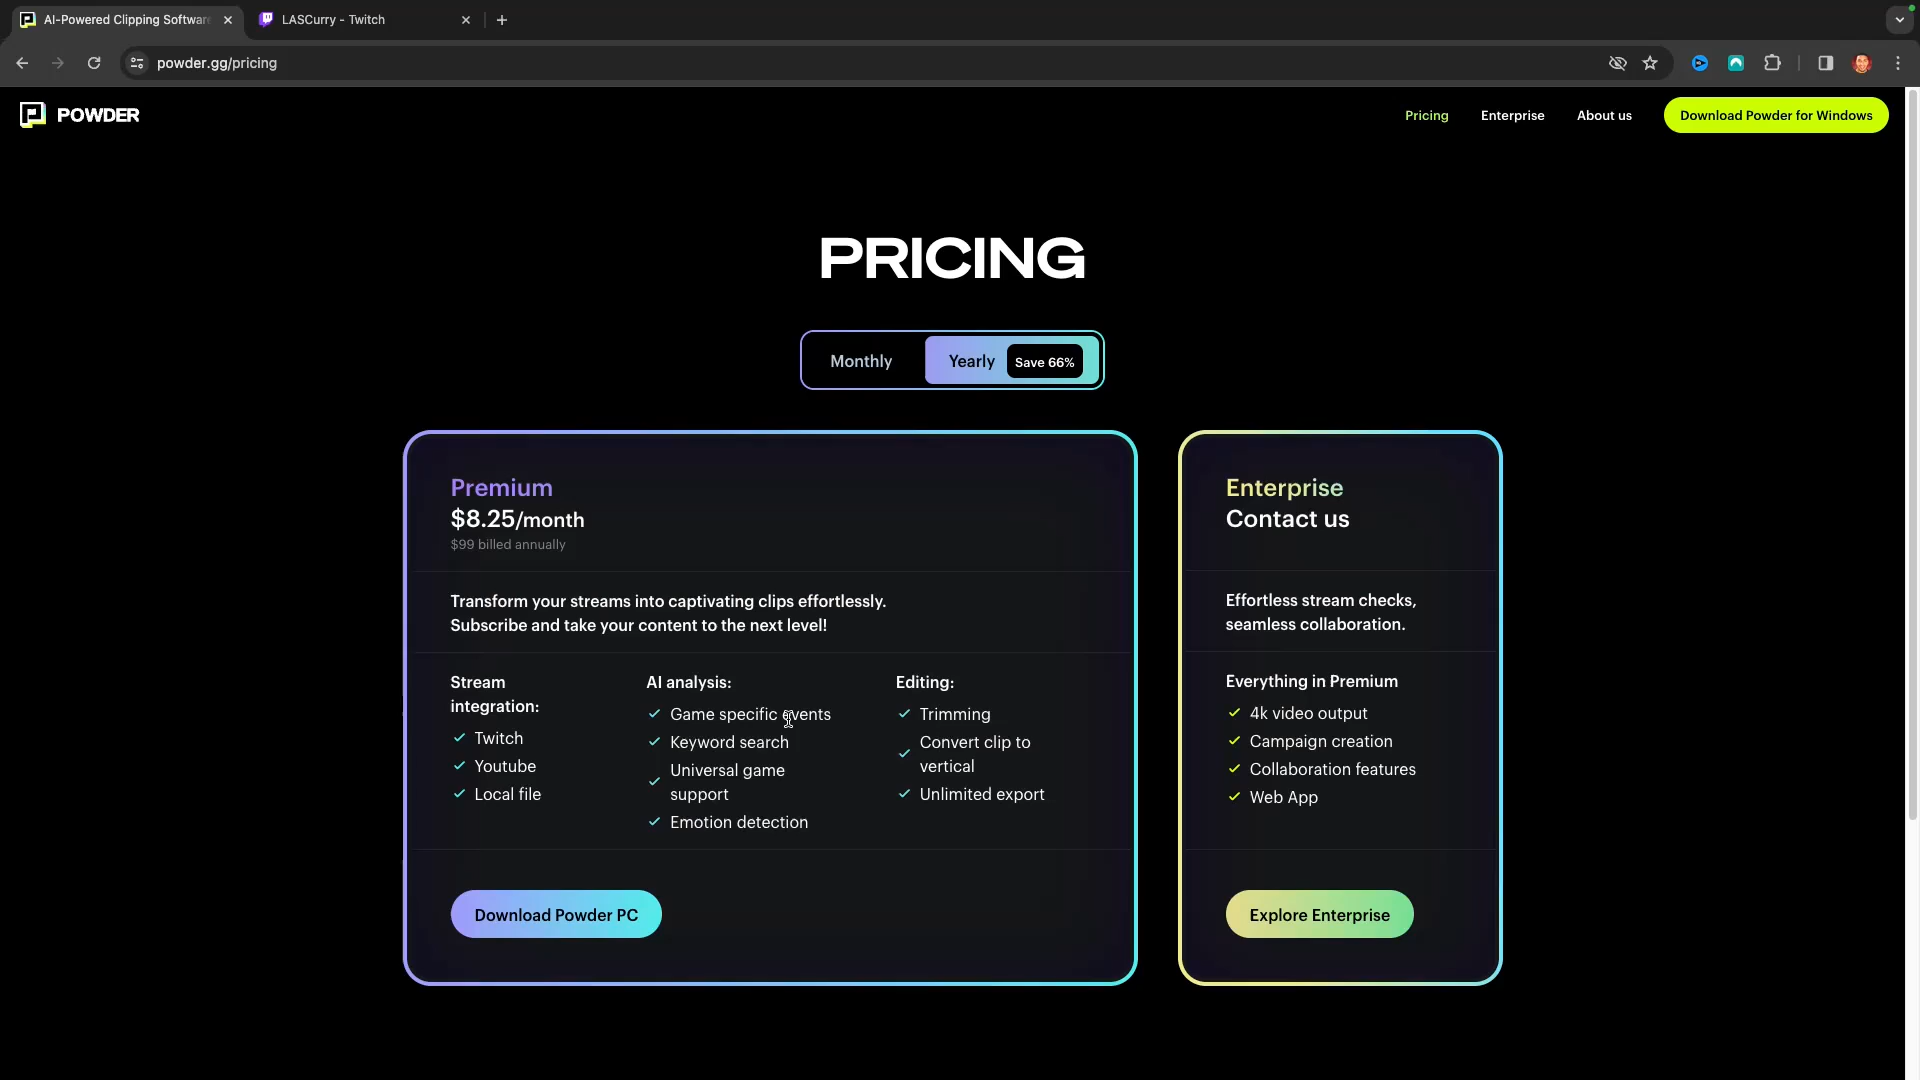 AI-Powered Clipping Softwar
LASCurry - Twitch
powder.gg/pricing
POWDER
Pricing
Enterprise
About us
Download Powder for Windows
PRICING
Monthly
Yearly
Save 66%
Premium
$8.25/month
$99 billed annually
Transform your streams into captivating clips effortlessly.
Subscribe and take your content to the next level!
Stream
integration:
Twitch
Youtube
Local file
AI analysis:
Game specific events
Keyword search
Universal game
support
Emotion detection
Editing:
Trimming
Convert clip to
vertical
Unlimited export
Download Powder PC
Enterprise
Contact us
Effortless stream checks,
seamless collaboration.
Everything in Premium
4k video output
Campaign creation
Collaboration features
Web App
Explore Enterprise